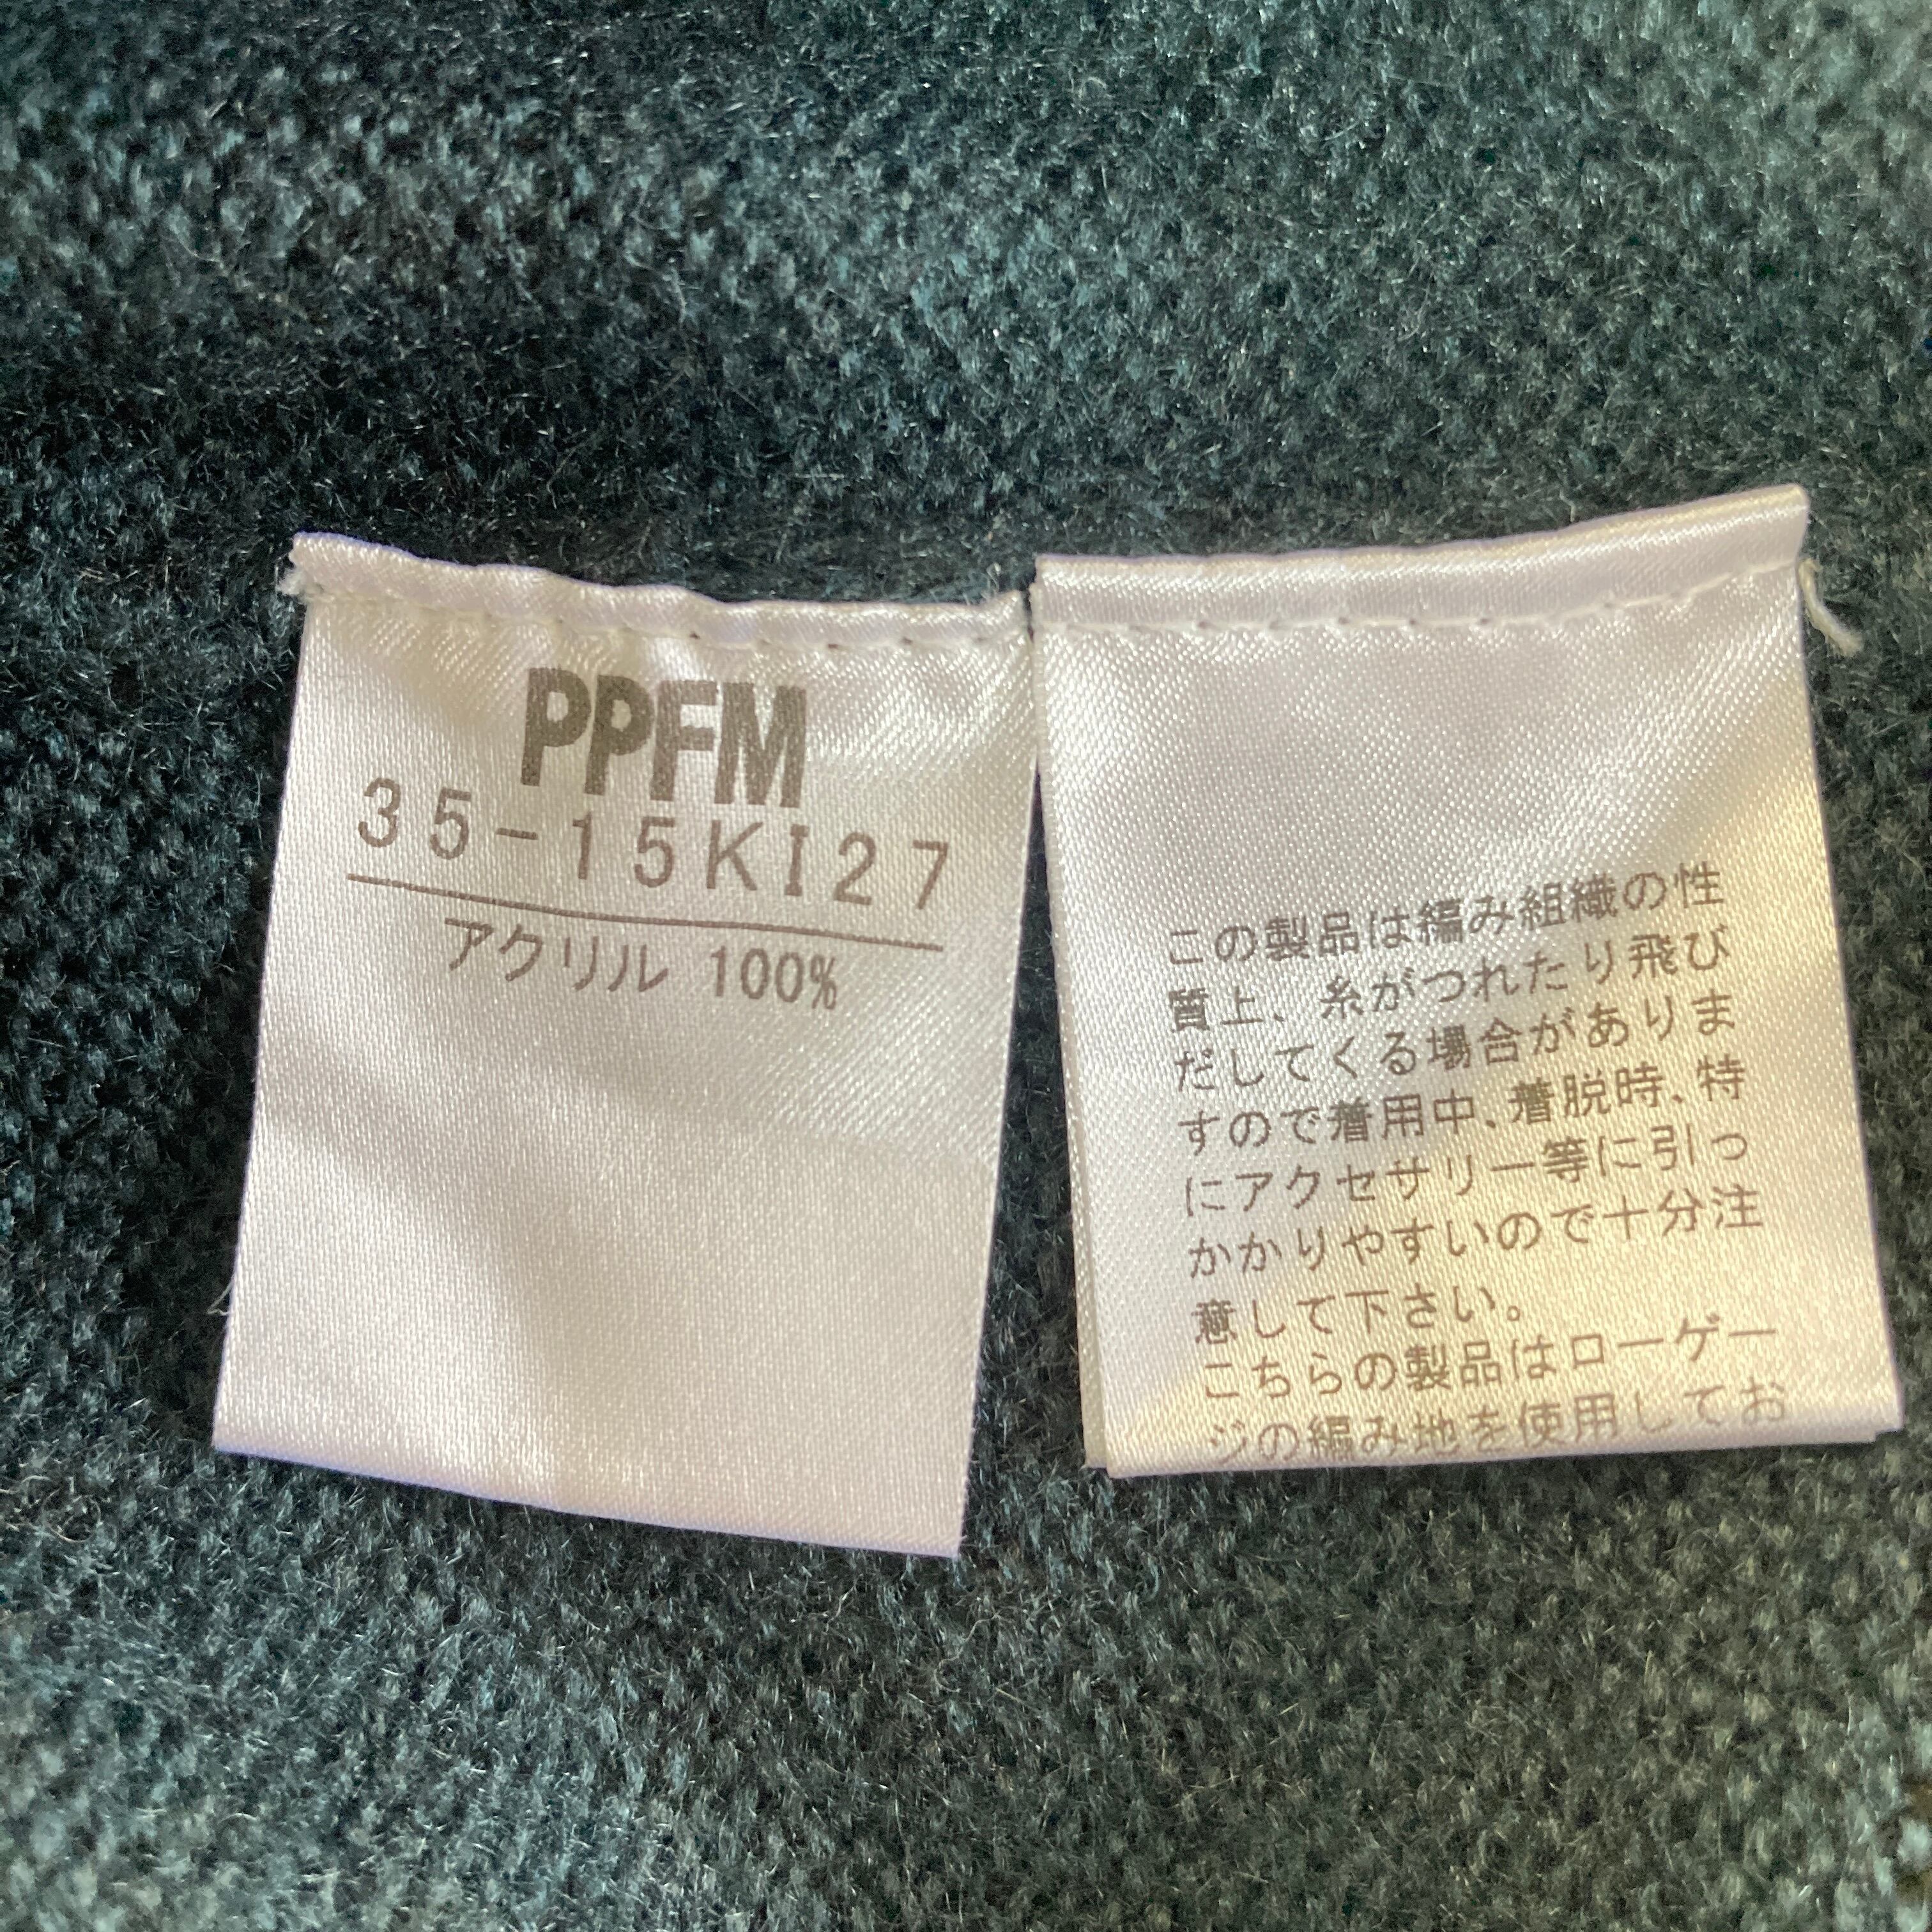 PPFM
35-15KI27
アクリル 100%
この製品は編み組織の性
質上、糸がつれたり飛び
だしてくる場合がありま
すので着用中、着脱時、特
にアクセサリー等に引っ
かかりやすいので十分注
意して下さい。
こちらの製品はローゲー
ジの編み地を使用してお